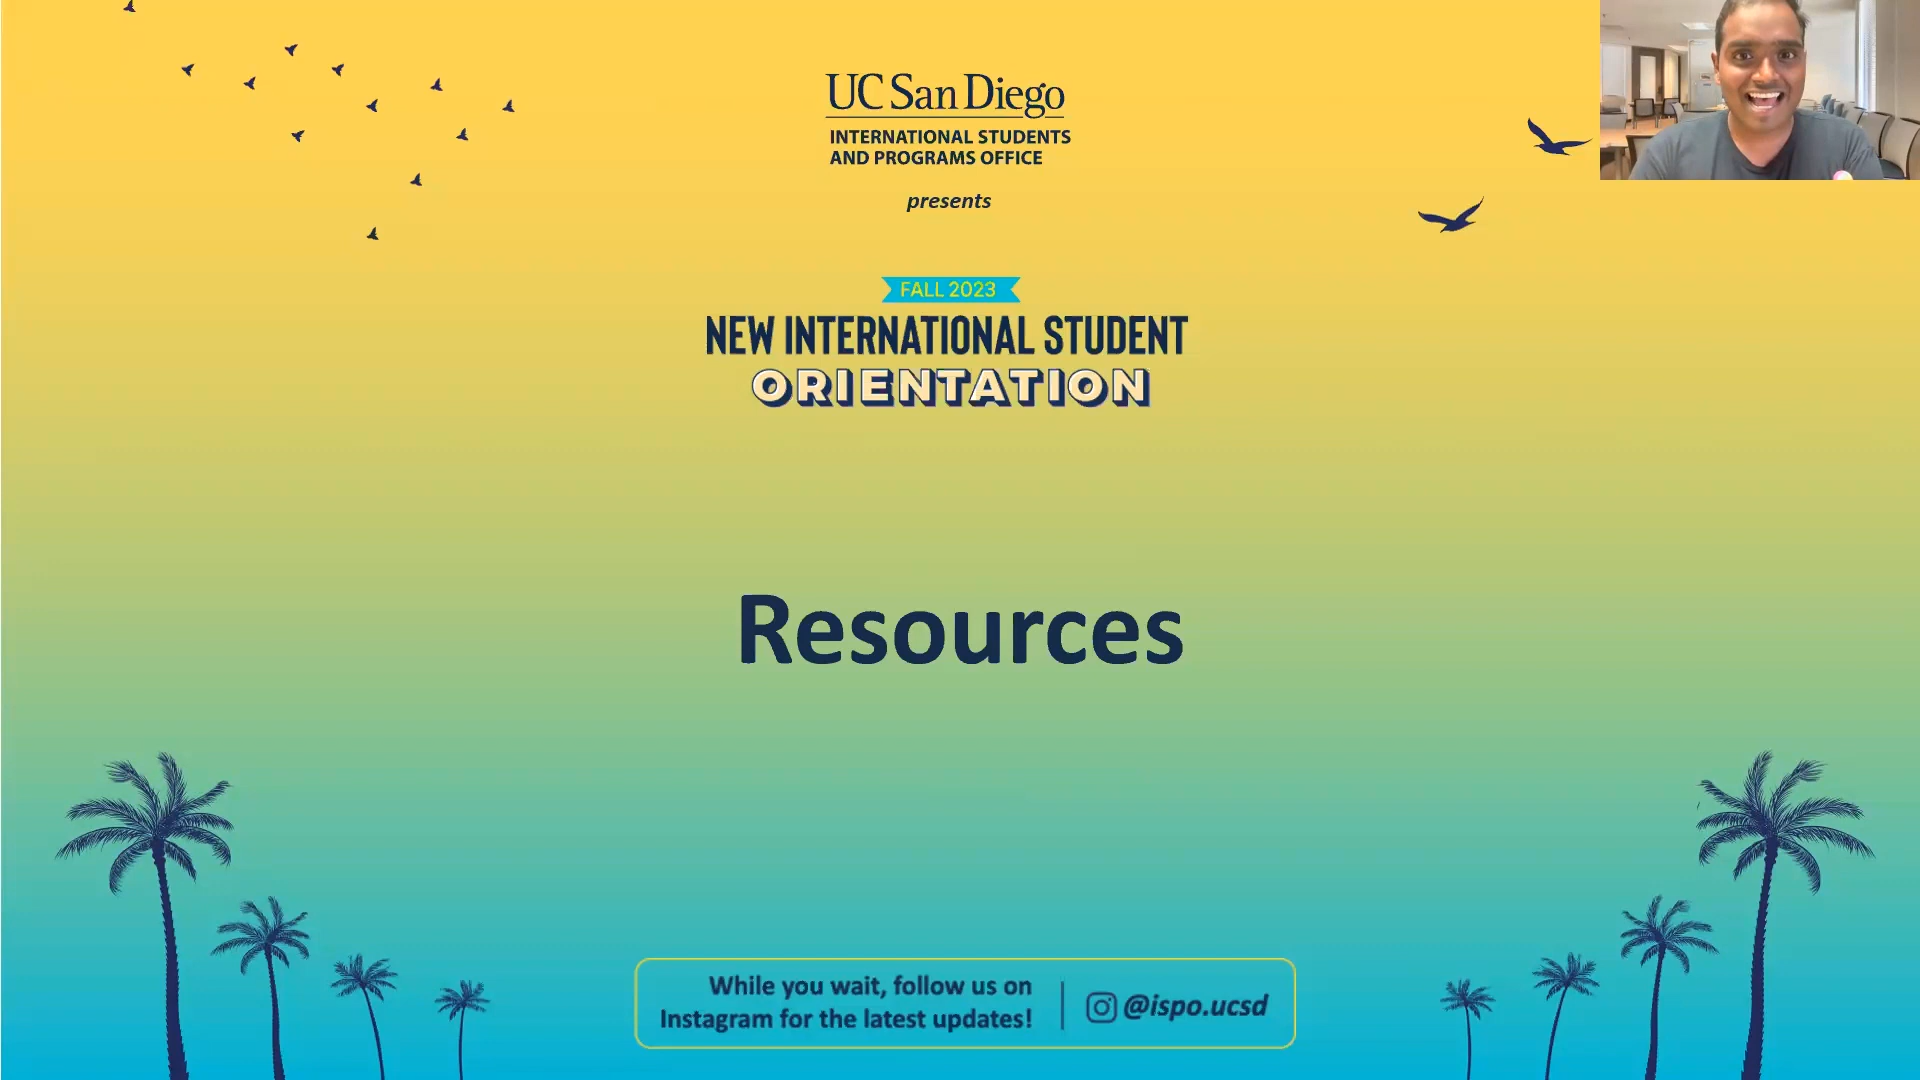 UC San Diego
INTERNATIONAL STUDENTS
AND PROGRAMS OFFICE
presents
FALL 2023
NEW INTERNATIONAL STUDENT
ORIENTATION
Resources
While you wait, follow us on
Instagram for the latest updates!
@ispo.ucsd